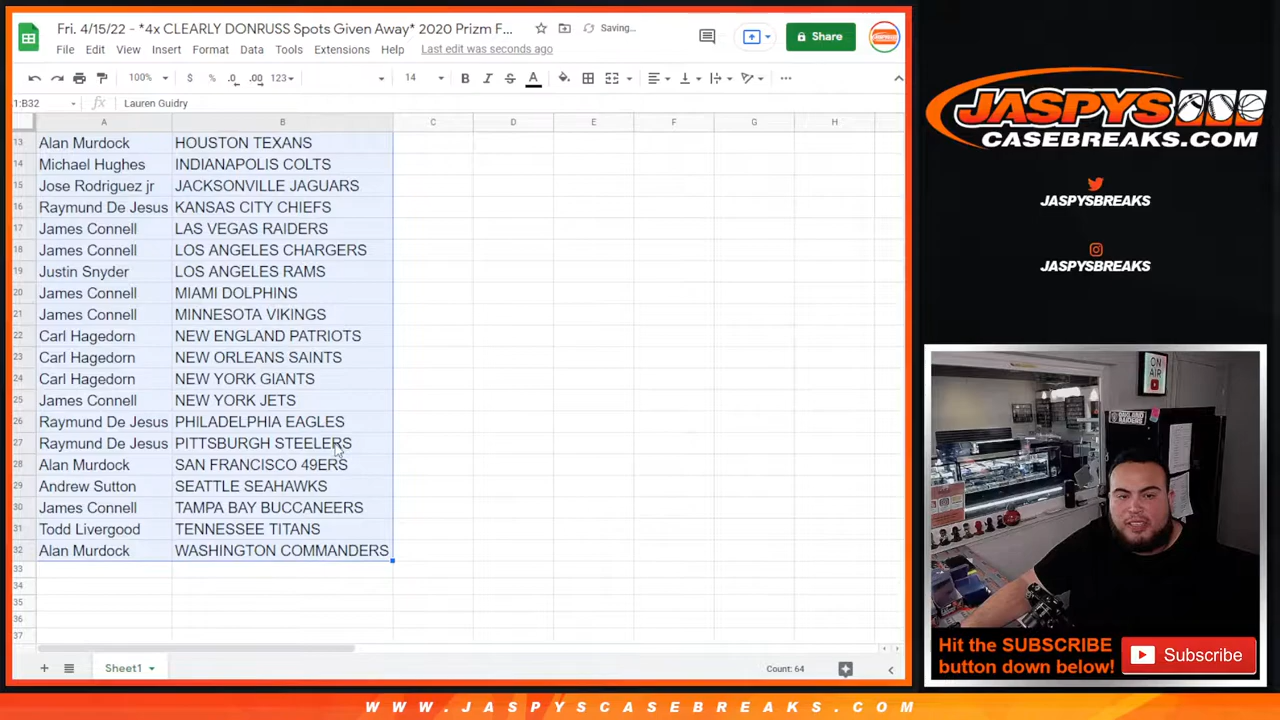 Fri. 4/15/22 - *4x CLEARLY DONRUSS Spots Given Away* 2020 Prizm F...
Saving...
File Edit View Insert Format Data Tools Extensions Help Last edit was seconds ago
Share
100% $ % .0 .00 123 14 B I S A
1:B32 fx Lauren Guidry
A B C D E F G H
13 Alan Murdock HOUSTON TEXANS
14 Michael Hughes INDIANAPOLIS COLTS
15 Jose Rodriguez jr JACKSONVILLE JAGUARS
16 Raymund De Jesus KANSAS CITY CHIEFS
17 James Connell LAS VEGAS RAIDERS
18 James Connell LOS ANGELES CHARGERS
19 Justin Snyder LOS ANGELES RAMS
20 James Connell MIAMI DOLPHINS
21 James Connell MINNESOTA VIKINGS
22 Carl Hagedorn NEW ENGLAND PATRIOTS
23 Carl Hagedorn NEW ORLEANS SAINTS
24 Carl Hagedorn NEW YORK GIANTS
25 James Connell NEW YORK JETS
26 Raymund De Jesus PHILADELPHIA EAGLES
27 Raymund De Jesus PITTSBURGH STEELERS
28 Alan Murdock SAN FRANCISCO 49ERS
29 Andrew Sutton SEATTLE SEAHAWKS
30 James Connell TAMPA BAY BUCCANEERS
31 Todd Livergood TENNESSEE TITANS
32 Alan Murdock WASHINGTON COMMANDERS
33
34
35
36
37
Sheet1
Count: 64
JASPYS
CASEBREAKS.COM
JASPYSBREAKS
JASPYSBREAKS
ON AIR
OAKLAND RAIDERS
Hit the SUBSCRIBE
button down below!
Subscribe
WWW.JASPYSCASEBREAKS.COM